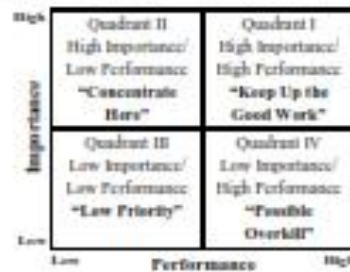 High
Quadrant II
High Importance/
Low Performance
“Concentrate
Here”
Quadrant I
High Importance/
High Performance
“Keep Up the
Good Work”
Importance
Quadrant III
Low Importance/
Low Performance
“Low Priority”
Quadrant IV
Low Importance/
High Performance
“Possible
Overkill”
Low
Low
Performance
High